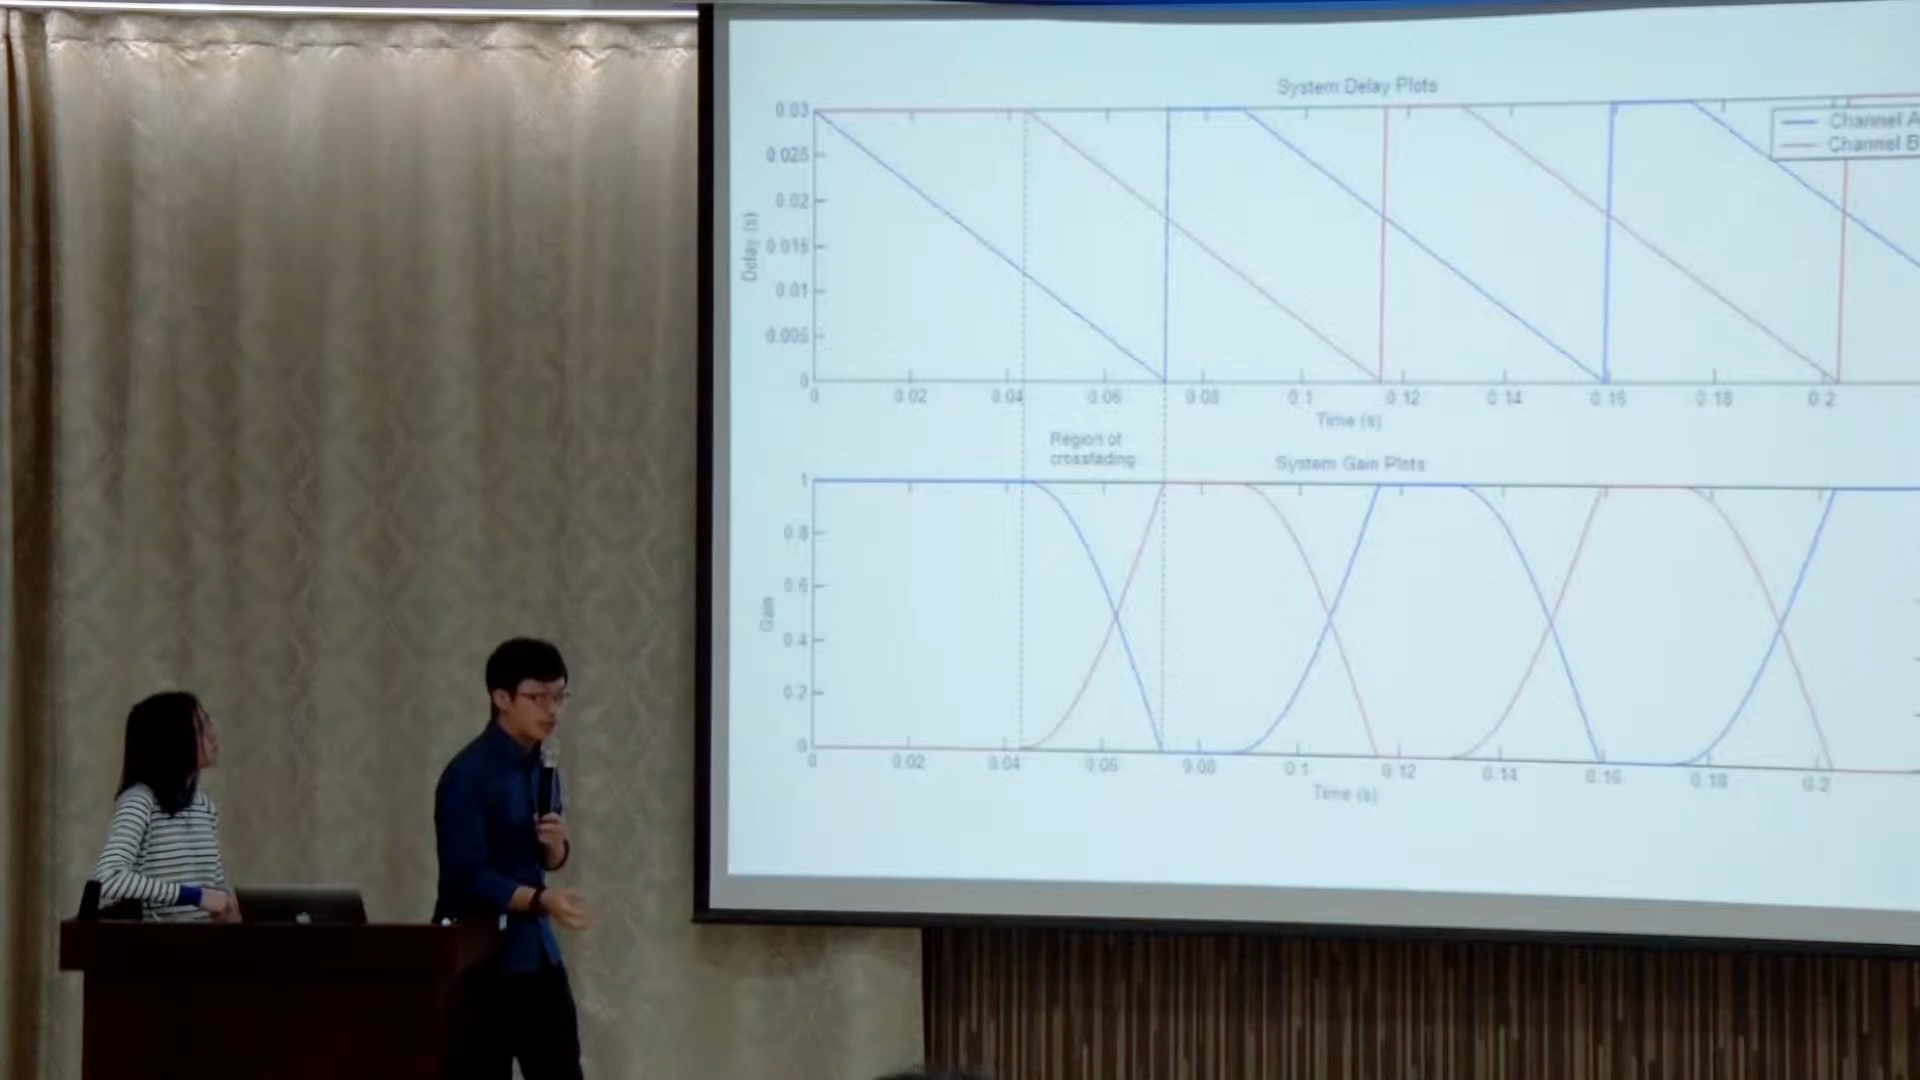 System Delay Plots
Delay (s)
0.03
0.025
0.02
0.015
0.01
0.005
0
Channel A
Channel B
0 0.02 0.04 0.06 0.08 0.1 0.12 0.14 0.16 0.18 0.2
Time (s)
Region of
crossfading
System Gain Plots
Gain
1
0.8
0.6
0.4
0.2
0
0 0.02 0.04 0.06 0.08 0.1 0.12 0.14 0.16 0.18 0.2
Time (s)